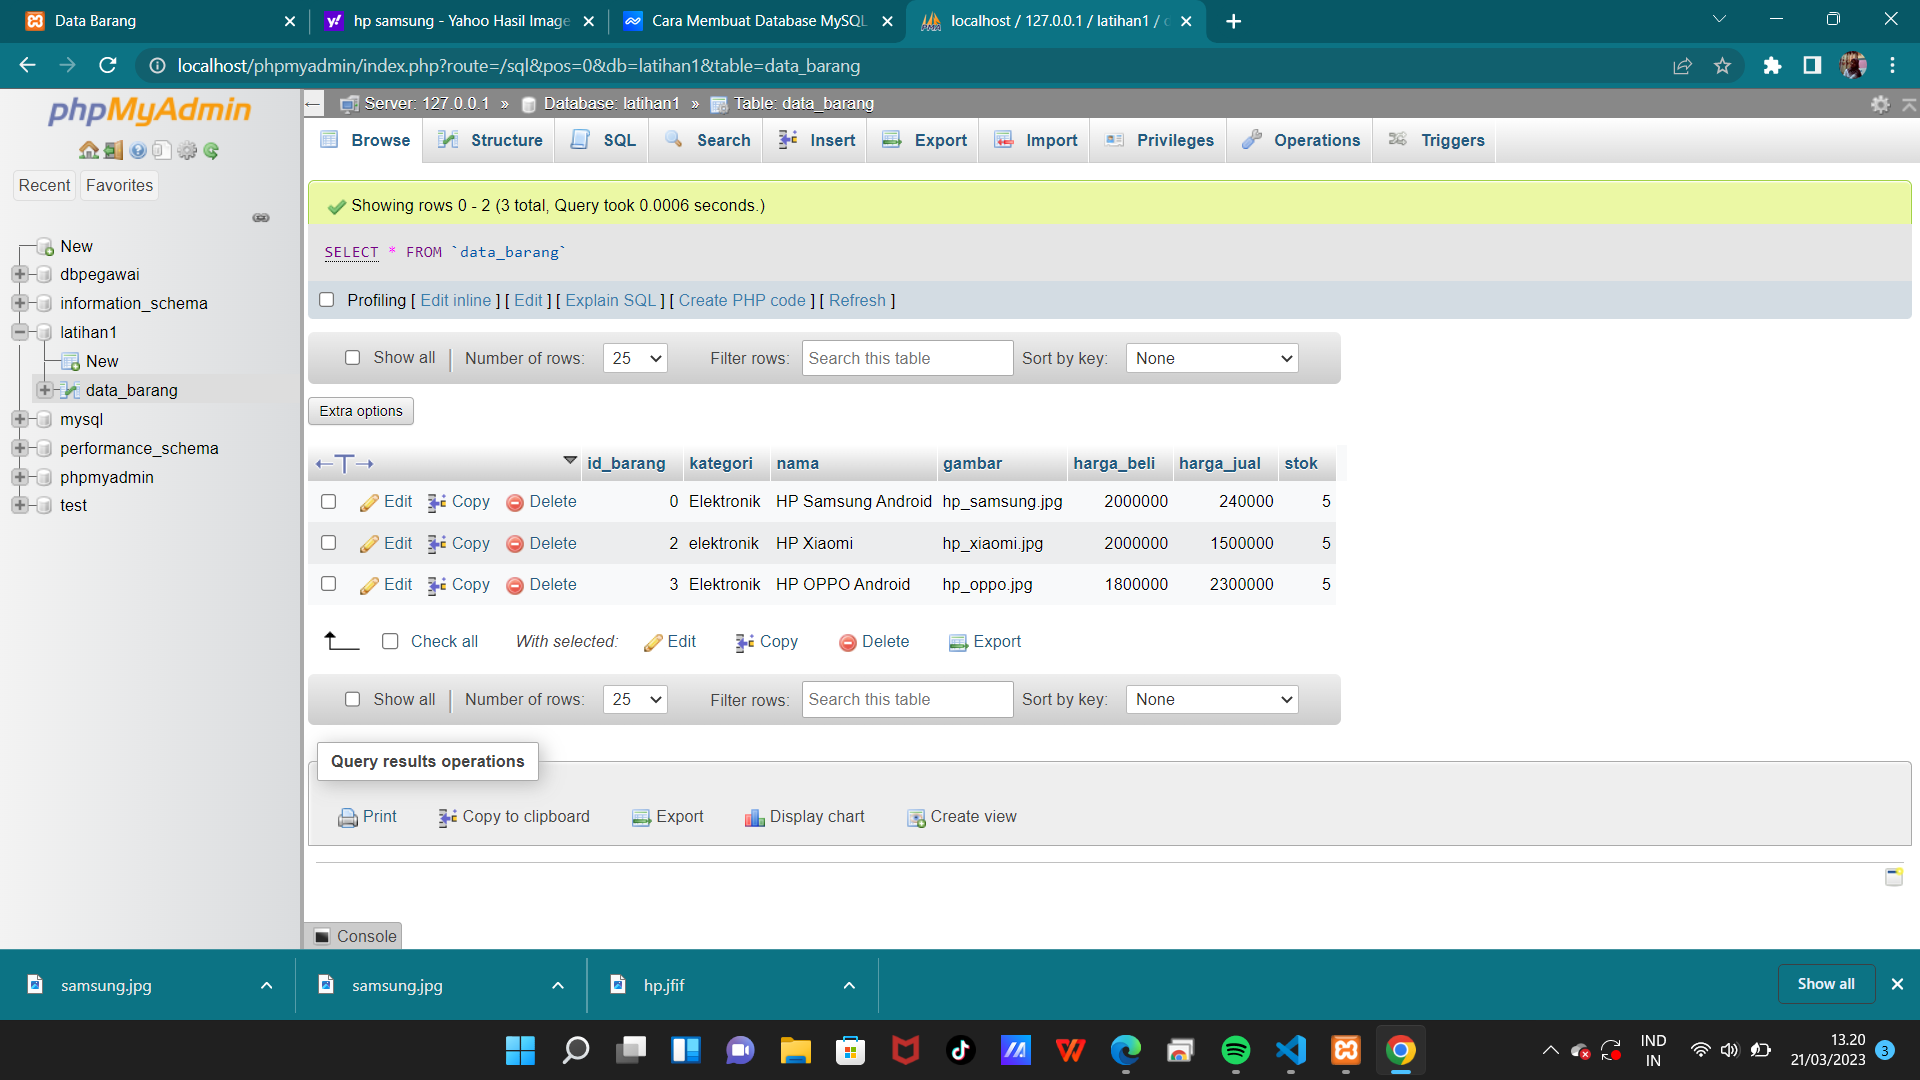 Data Barang
hp samsung - Yahoo Hasil Image
Cara Membuat Database MySQL
localhost / 127.0.0.1 / latihan1 /
localhost/phpmyadmin/index.php?route=/sql&pos=0&db=latihan1&table=data_barang
phpMyAdmin
Recent Favorites
New
dbpegawai
information_schema
latihan1
New
data_barang
mysql
performance_schema
phpmyadmin
test
Server: 127.0.0.1 » Database: latihan1 » Table: data_barang
Browse Structure SQL Search Insert Export Import Privileges Operations Triggers
Showing rows 0 - 2 (3 total, Query took 0.0006 seconds.)
SELECT * FROM `data_barang`
Profiling [ Edit inline ] [ Edit ] [ Explain SQL ] [ Create PHP code ] [ Refresh ]
Show all Number of rows: 25 Filter rows: Search this table Sort by key: None
Extra options
←T→ id_barang kategori nama gambar harga_beli harga_jual stok
Edit Copy Delete 0 Elektronik HP Samsung Android hp_samsung.jpg 2000000 240000 5
Edit Copy Delete 2 elektronik HP Xiaomi hp_xiaomi.jpg 2000000 1500000 5
Edit Copy Delete 3 Elektronik HP OPPO Android hp_oppo.jpg 1800000 2300000 5
Check all With selected: Edit Copy Delete Export
Show all Number of rows: 25 Filter rows: Search this table Sort by key: None
Query results operations
Print Copy to clipboard Export Display chart Create view
Console
samsung.jpg samsung.jpg hp.jfif Show all
IND
IN
13.20
21/03/2023
3